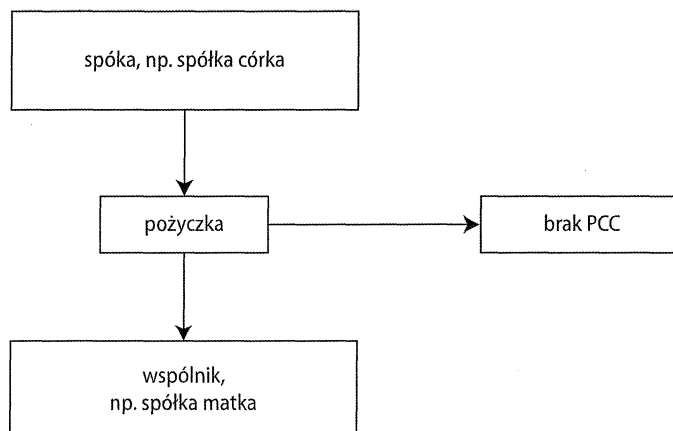 spóka, np. spółka córka
pożyczka
brak PCC
wspólnik,
np. spółka matka